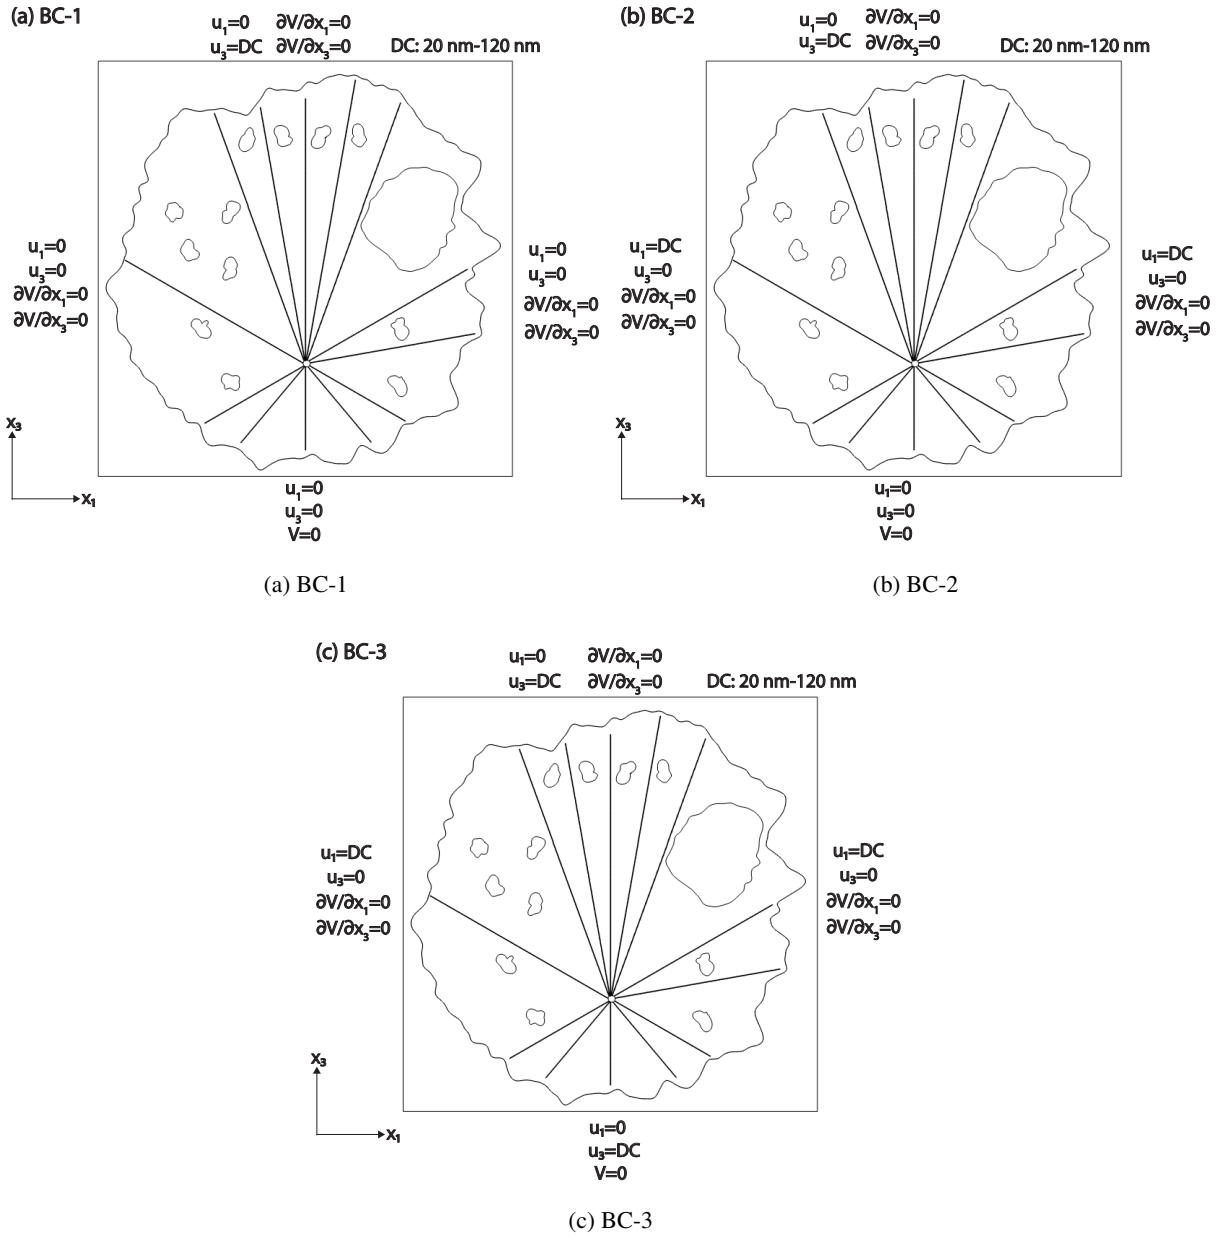 (a) BC-1
u₁=0 ∂V/∂x₁=0
u₃=DC ∂V/∂x₃=0 DC: 20 nm-120 nm
u₁=0
u₃=0
∂V/∂x₁=0
∂V/∂x₃=0
u₁=0
u₃=0
∂V/∂x₁=0
∂V/∂x₃=0
x₃
x₁
u₁=0
u₃=0
V=0
(a) BC-1
(b) BC-2
u₁=0 ∂V/∂x₁=0
u₃=DC ∂V/∂x₃=0 DC: 20 nm-120 nm
u₁=DC
u₃=0
∂V/∂x₁=0
∂V/∂x₃=0
u₁=DC
u₃=0
∂V/∂x₁=0
∂V/∂x₃=0
x₃
x₁
u₁=0
u₃=0
V=0
(b) BC-2
(c) BC-3
u₁=0 ∂V/∂x₁=0
u₃=DC ∂V/∂x₃=0 DC: 20 nm-120 nm
u₁=DC
u₃=0
∂V/∂x₁=0
∂V/∂x₃=0
u₁=DC
u₃=0
∂V/∂x₁=0
∂V/∂x₃=0
x₃
x₁
u₁=0
u₃=DC
V=0
(c) BC-3